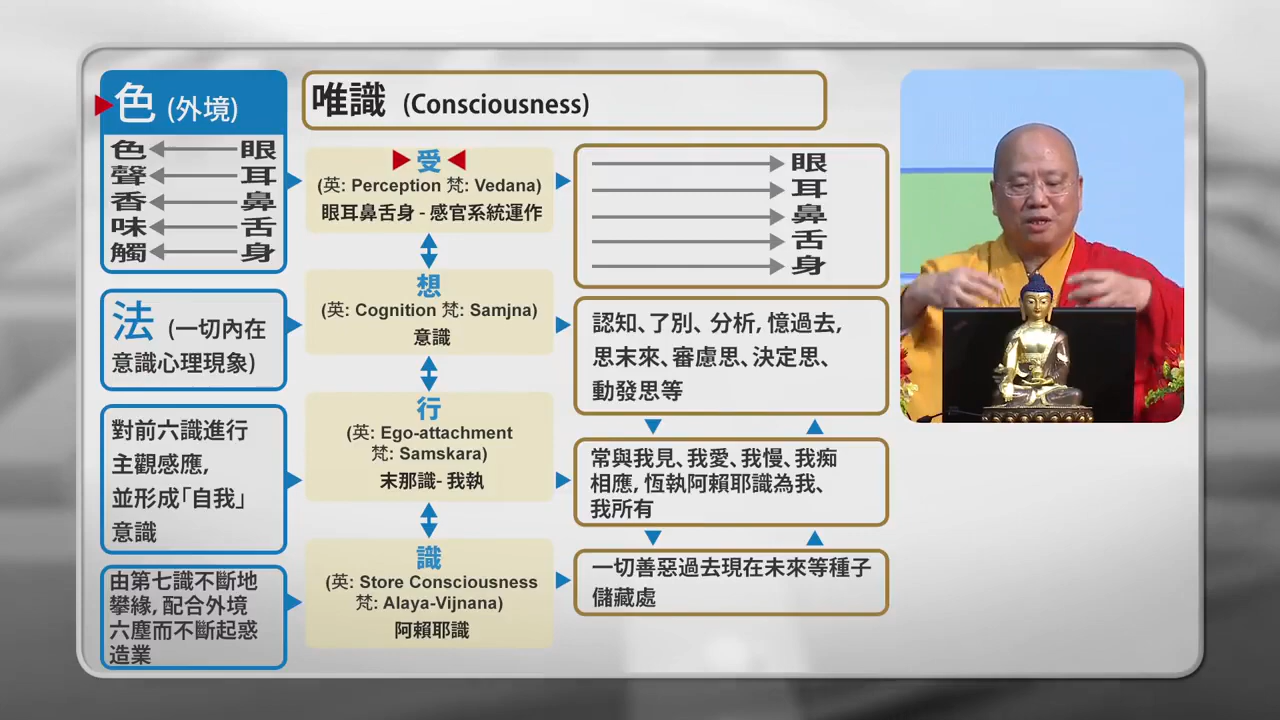 色 (外境)
色 眼
聲 耳
香 鼻
味 舌
觸 身
法 (一切內在
意識心理現象)
對前六識進行
主觀感應,
並形成「自我」
意識
由第七識不斷地
攀緣, 配合外境
六塵而不斷起惑
造業
唯識 (Consciousness)
受
(英: Perception 梵: Vedana)
眼耳鼻舌身 - 感官系統運作
想
(英: Cognition 梵: Samjna)
意識
行
(英: Ego-attachment
梵: Samskara)
末那識- 我執
識
(英: Store Consciousness
梵: Alaya-Vijnana)
阿賴耶識
眼
耳
鼻
舌
身
認知、了別、分析, 憶過去,
思末來、審慮思、決定思、
動發思等
常與我見、我愛、我慢、我痴
相應, 恆執阿賴耶識為我、
我所有
一切善惡過去現在未來等種子
儲藏處